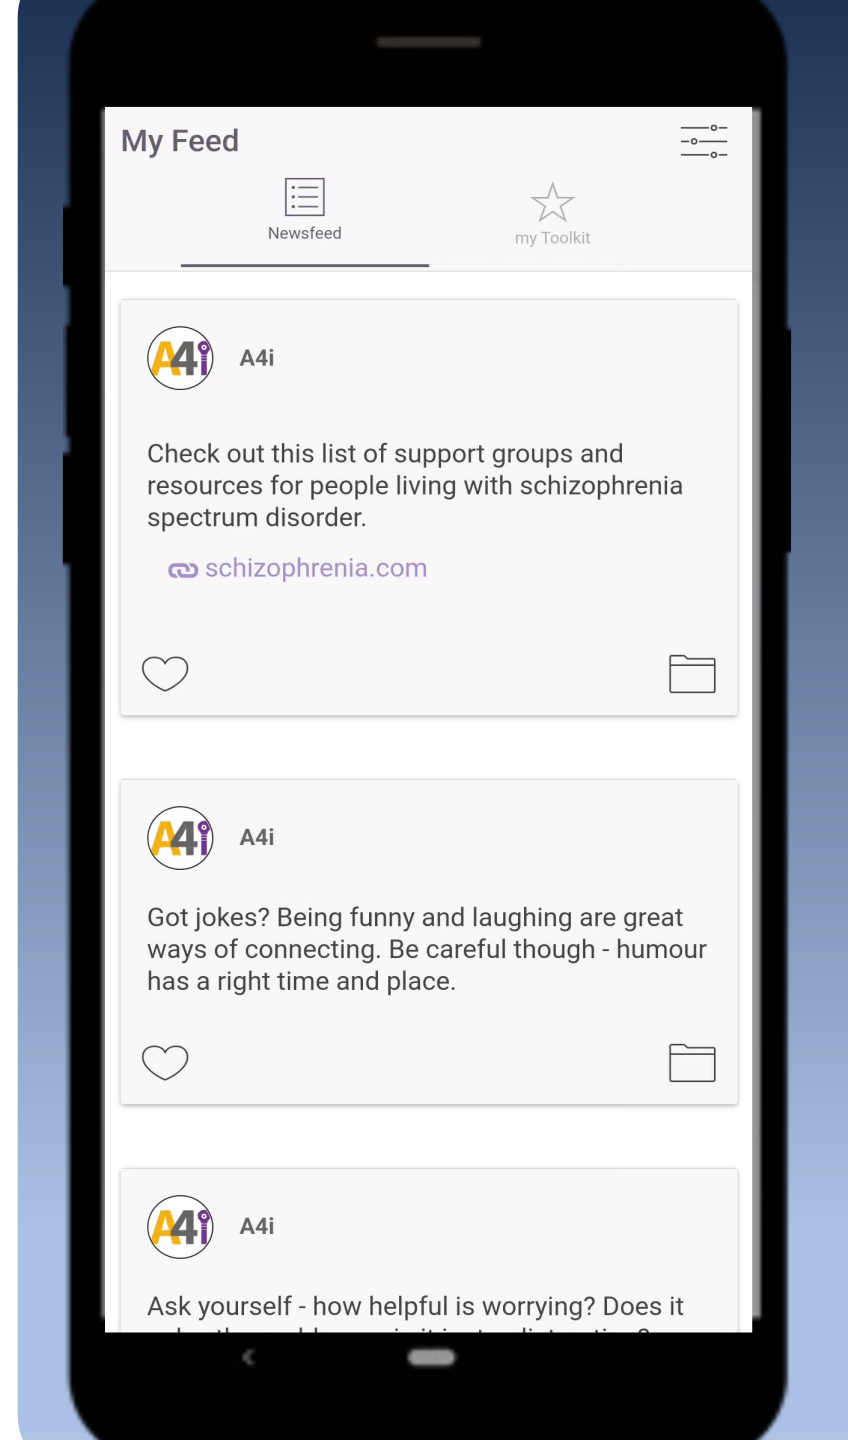 My Feed
Newsfeed
my Toolkit
A4i
A4i
Check out this list of support groups and
resources for people living with schizophrenia
spectrum disorder.
schizophrenia.com
A4i
A4i
Got jokes? Being funny and laughing are great
ways of connecting. Be careful though - humour
has a right time and place.
A4i
A4i
Ask yourself - how helpful is worrying? Does it